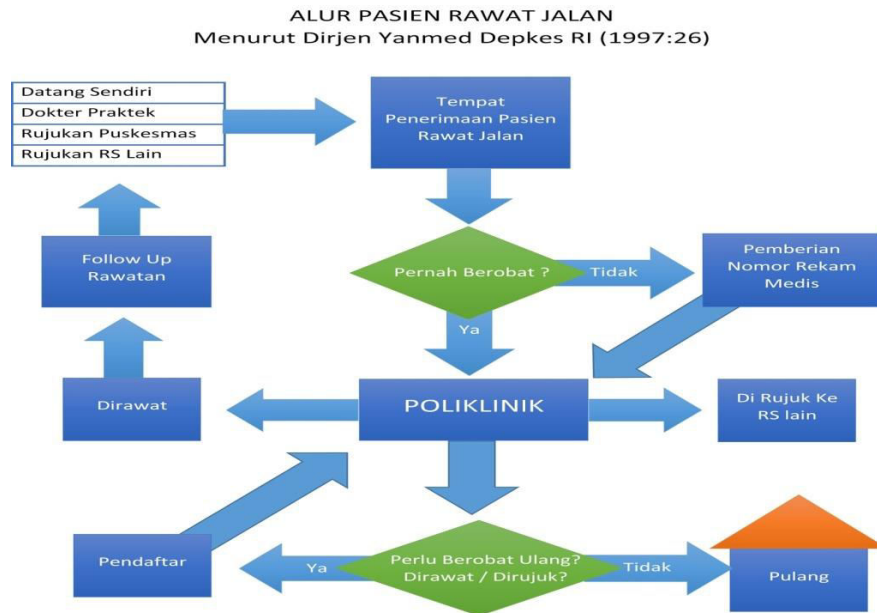 ALUR PASIEN RAWAT JALAN
Menurut Dirjen Yanmed Depkes RI (1997:26)
Datang Sendiri
Dokter Praktek
Rujukan Puskesmas
Rujukan RS Lain
Tempat
Penerimaan Pasien
Rawat Jalan
Follow Up
Rawatan
Pernah Berobat ?
Tidak
Pemberian
Nomor Rekam
Medis
Ya
Dirawat
POLIKLINIK
Di Rujuk Ke
RS lain
Pendaftar
Ya
Perlu Berobat Ulang?
Dirawat / Dirujuk?
Tidak
Pulang